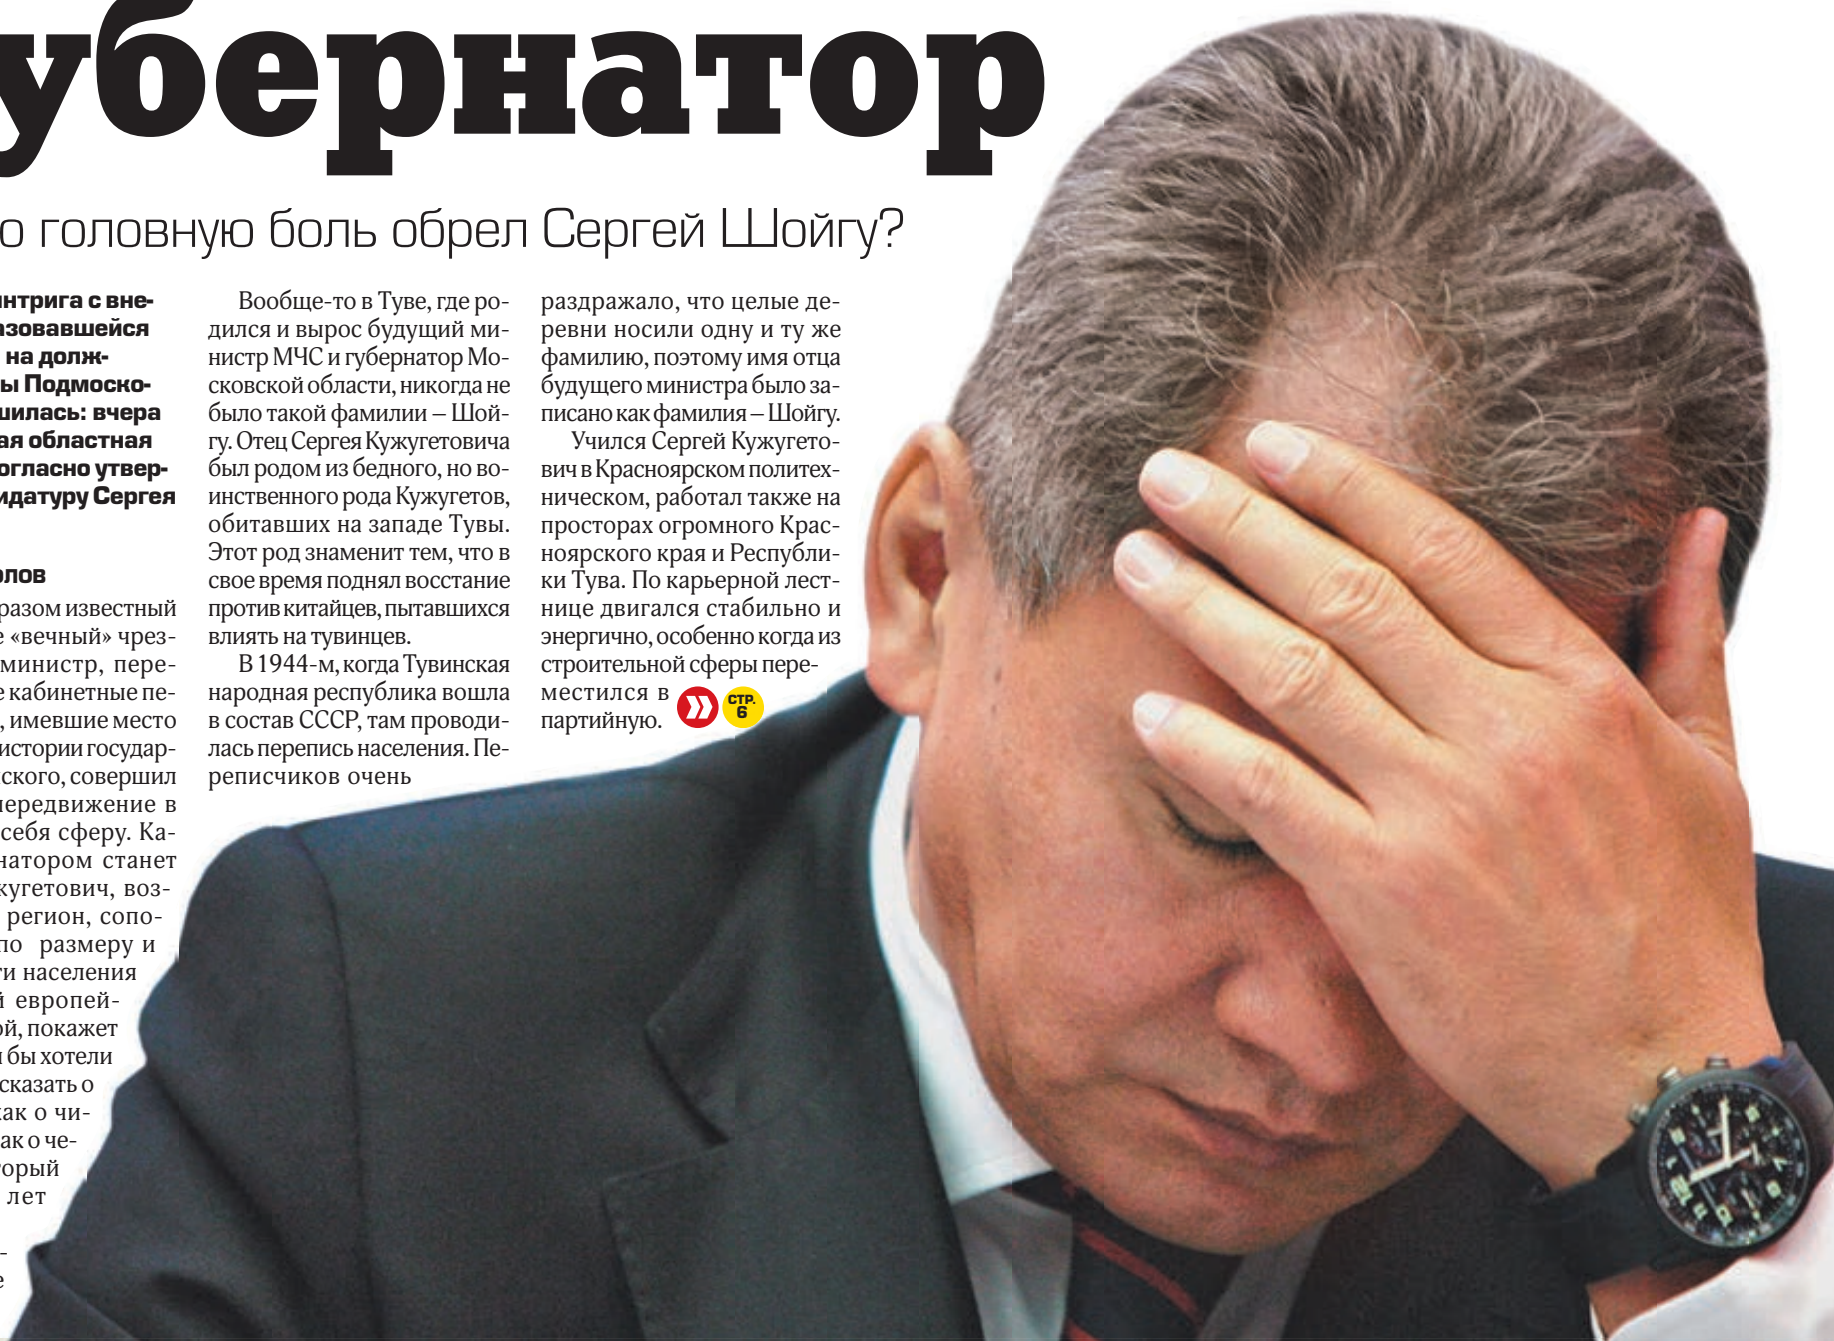 убернатор
о головную боль обрел Сергей Шойгу?
интрига с вне-
азовавшейся
на долж-
ы Подмоско-
шилась: вчера
ая областная
огласно утвер-
идатуру Сергея
олов
разом известный
е «вечный» чрез-
министр, пере-
е кабинетные пе-
, имевшие место
истории государ-
ского, совершил
передвижение в
себя сферу. Ка-
натором станет
кугетович, воз-
регион, сопо-
по размеру и
ти населения
й европей-
ой, покажет
бы хотели
сказать о
как о чи-
ак о че-
торый
лет
-
е
Вообще-то в Туве, где ро-
дился и вырос будущий ми-
нистр МЧС и губернатор Мо-
сковской области, никогда не
было такой фамилии – Шой-
гу. Отец Сергея Кужугетовича
был родом из бедного, но во-
инственного рода Кужугетов,
обитавших на западе Тувы.
Этот род знаменит тем, что в
свое время поднял восстание
против китайцев, пытавшихся
влиять на тувинцев.
В 1944-м, когда Тувинская
народная республика вошла
в состав СССР, там проводи-
лась перепись населения. Пе-
реписчиков очень
раздражало, что целые де-
ревни носили одну и ту же
фамилию, поэтому имя отца
будущего министра было за-
писано как фамилия – Шойгу.
Учился Сергей Кужугето-
вич в Красноярском политех-
ническом, работал также на
просторах огромного Крас-
ноярского края и Республи-
ки Тува. По карьерной лест-
нице двигался стабильно и
энергично, особенно когда из
строительной сферы пере-
местился в
партийную.
СТР.
6